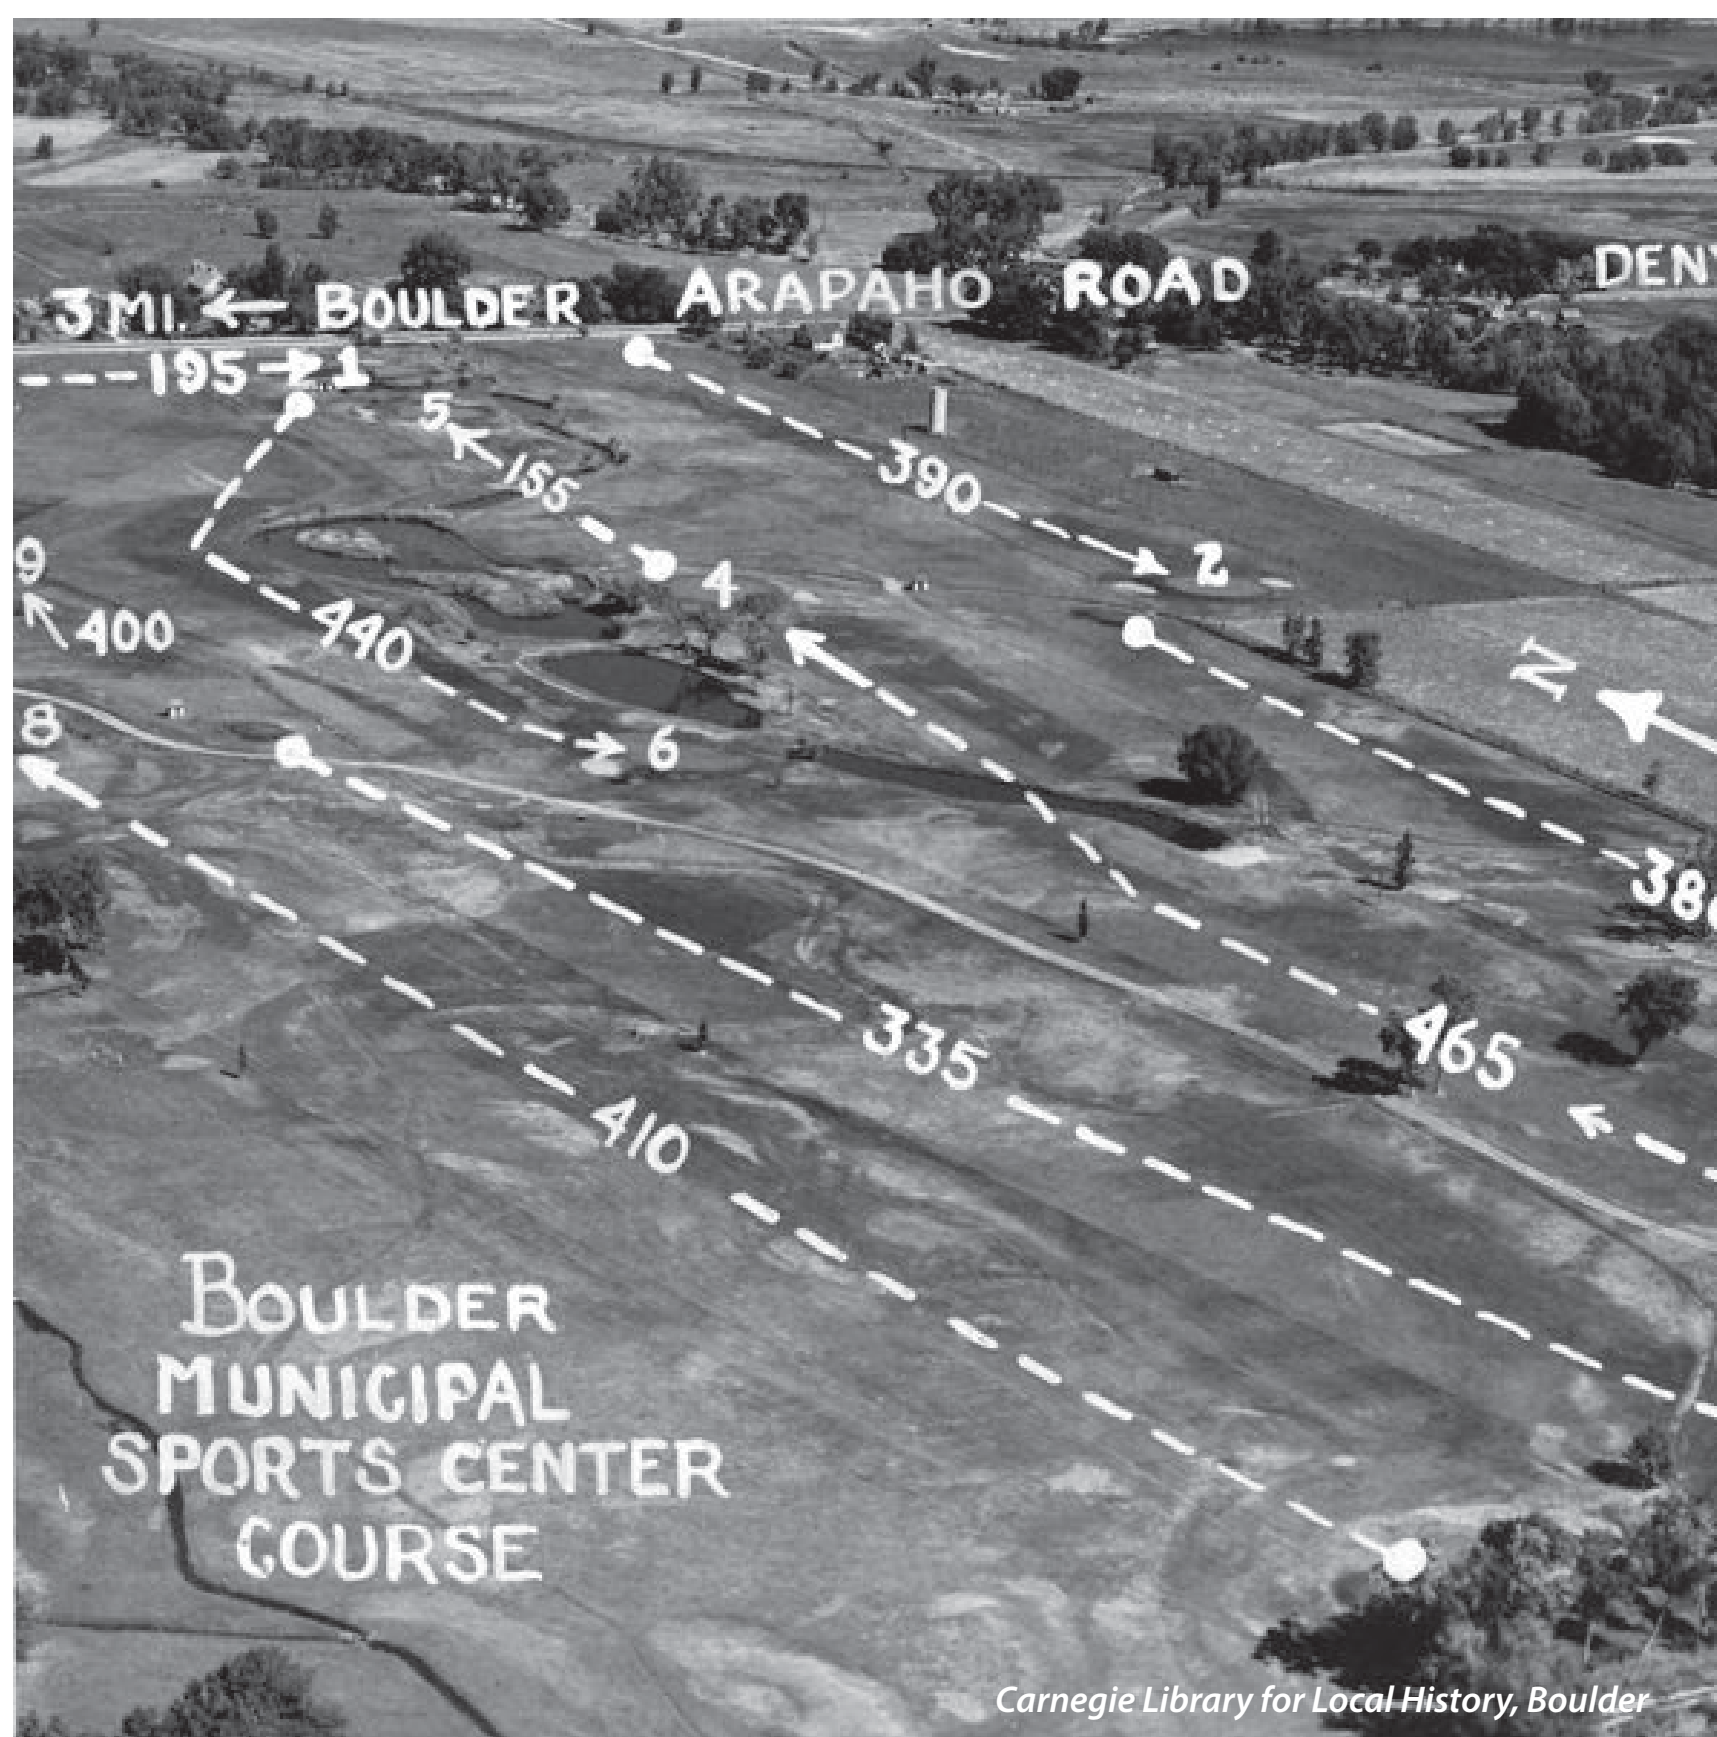 3 MI. ← BOULDER ARAPAHO ROAD
195 → 1
5
155
390
2
4
9
400
440
N
8
6
335
465
410
BOULDER
MUNICIPAL
SPORTS CENTER
COURSE
Carnegie Library for Local History, Boulder